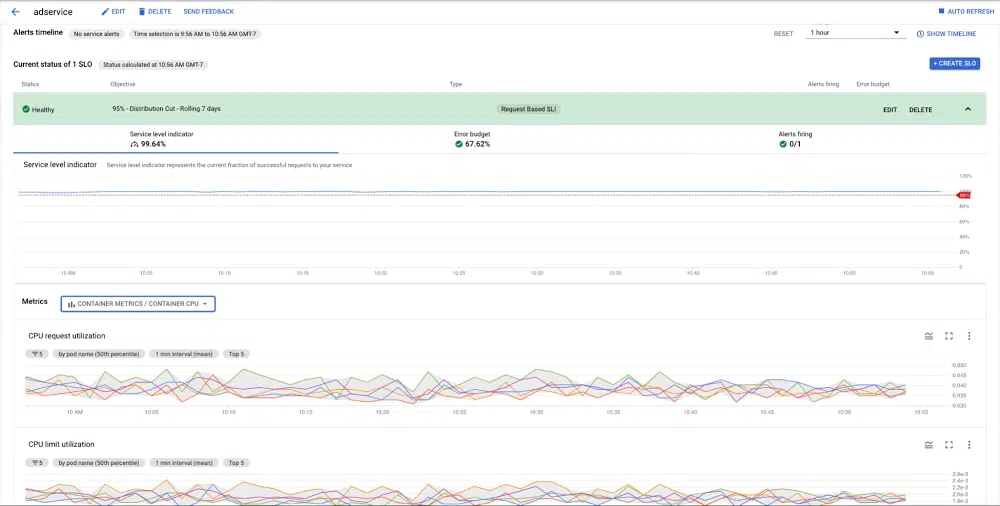 adservice EDIT DELETE SEND FEEDBACK AUTO REFRESH
Alerts timeline No service alerts Time selection is 9:56 AM to 10:56 AM GMT-7 RESET 1 hour SHOW TIMELINE
Current status of 1 SLO Status calculated at 10:56 AM GMT-7 + CREATE SLO
Status Objective Type Alerts firing Error budget
Healthy 95% - Distribution Cut - Rolling 7 days Request Based SLI EDIT DELETE
Service level indicator Error budget Alerts firing
99.64% 67.62% 0/1
Service level indicator Service level indicator represents the current fraction of successful requests to your service
120%
100%
95%
80%
60%
40%
20%
0
10 AM 10:05 10:10 10:15 10:20 10:25 10:30 10:35 10:40 10:45 10:50 10:55
Metrics CONTAINER METRICS / CONTAINER CPU
CPU request utilization
5 by pod name (50th percentile) 1 min interval (mean) Top 5
0.050
0.045
0.040
0.035
0.030
10 AM 10:05 10:10 10:15 10:20 10:25 10:30 10:35 10:40 10:45 10:50 10:55
CPU limit utilization
5 by pod name (50th percentile) 1 min interval (mean) Top 5
2.6e-3
2.4e-3
2.2e-3
2.0e-3
1.8e-3